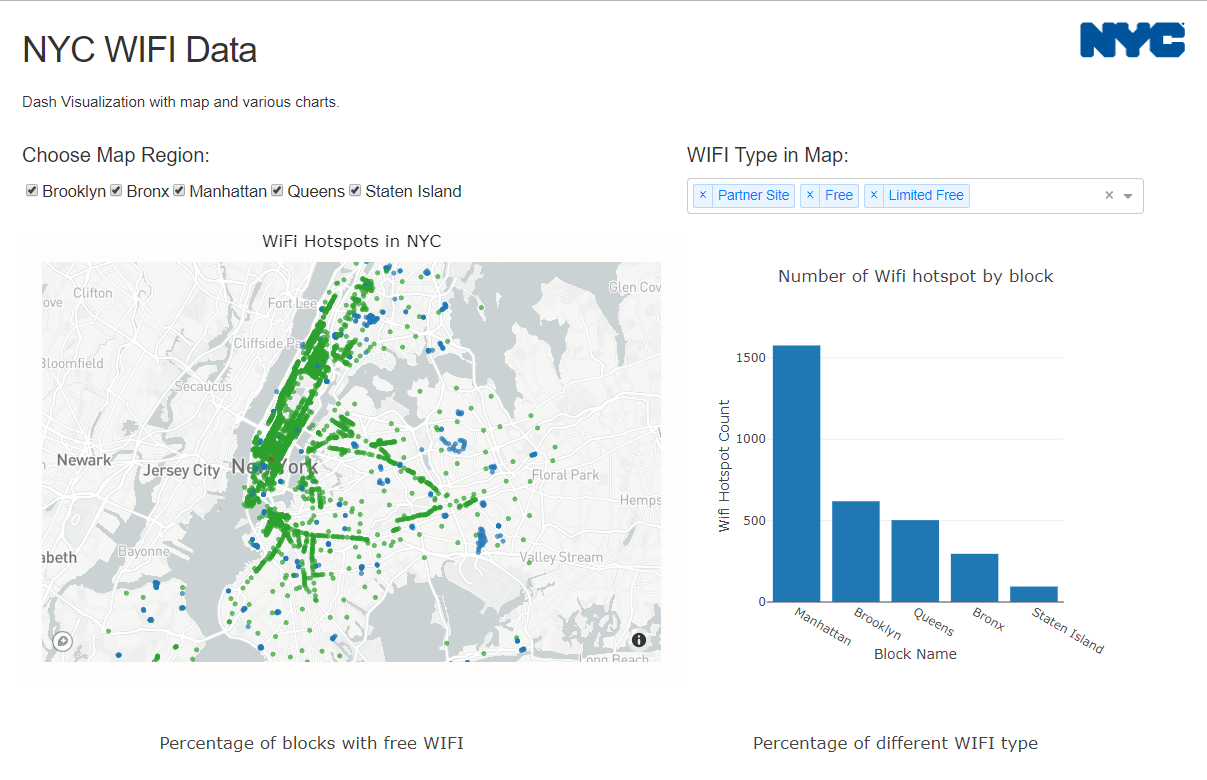 NYC WIFI Data
NYC
Dash Visualization with map and various charts.
Choose Map Region:
Brooklyn Bronx Manhattan Queens Staten Island
WIFI Type in Map:
× Partner Site × Free × Limited Free × 
WiFi Hotspots in NYC
Clifton
ove
Fort Lee
Glen Cov
Cliffside Pa
Bloomfield
Secaucus
Newark
Jersey City
New York
Floral Park
Hemps
Bayonne
abeth
Valley Stream
Long Beach
Number of Wifi hotspot by block
Wifi Hotspot Count
1500
1000
500
0
Manhattan
Brooklyn
Queens
Bronx
Staten Island
Block Name
Percentage of blocks with free WIFI
Percentage of different WIFI type